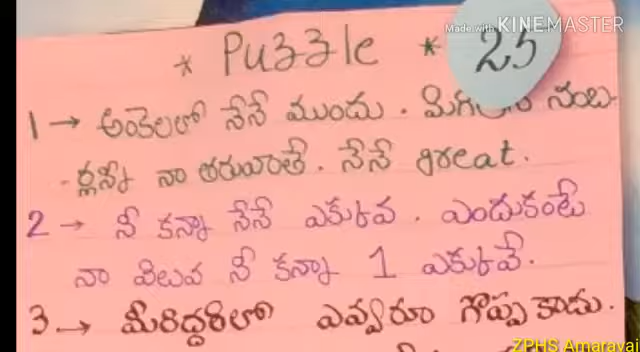 Made with KINEMASTER
* Puzzle * 25
1 → అంకెలలో నేనే ముందు . నంబ-
-ర్లన్నీ నా తరువాతే . నేనే great.
2 → నీ కన్నా నేనే ఎక్కువ . ఎందుకంటే
నా విలువ నీ కన్నా 1 ఎక్కువే.
3 → మీరిద్దరిలో ఎవ్వరూ గొప్ప కాదు.
ZPHS Amaravai